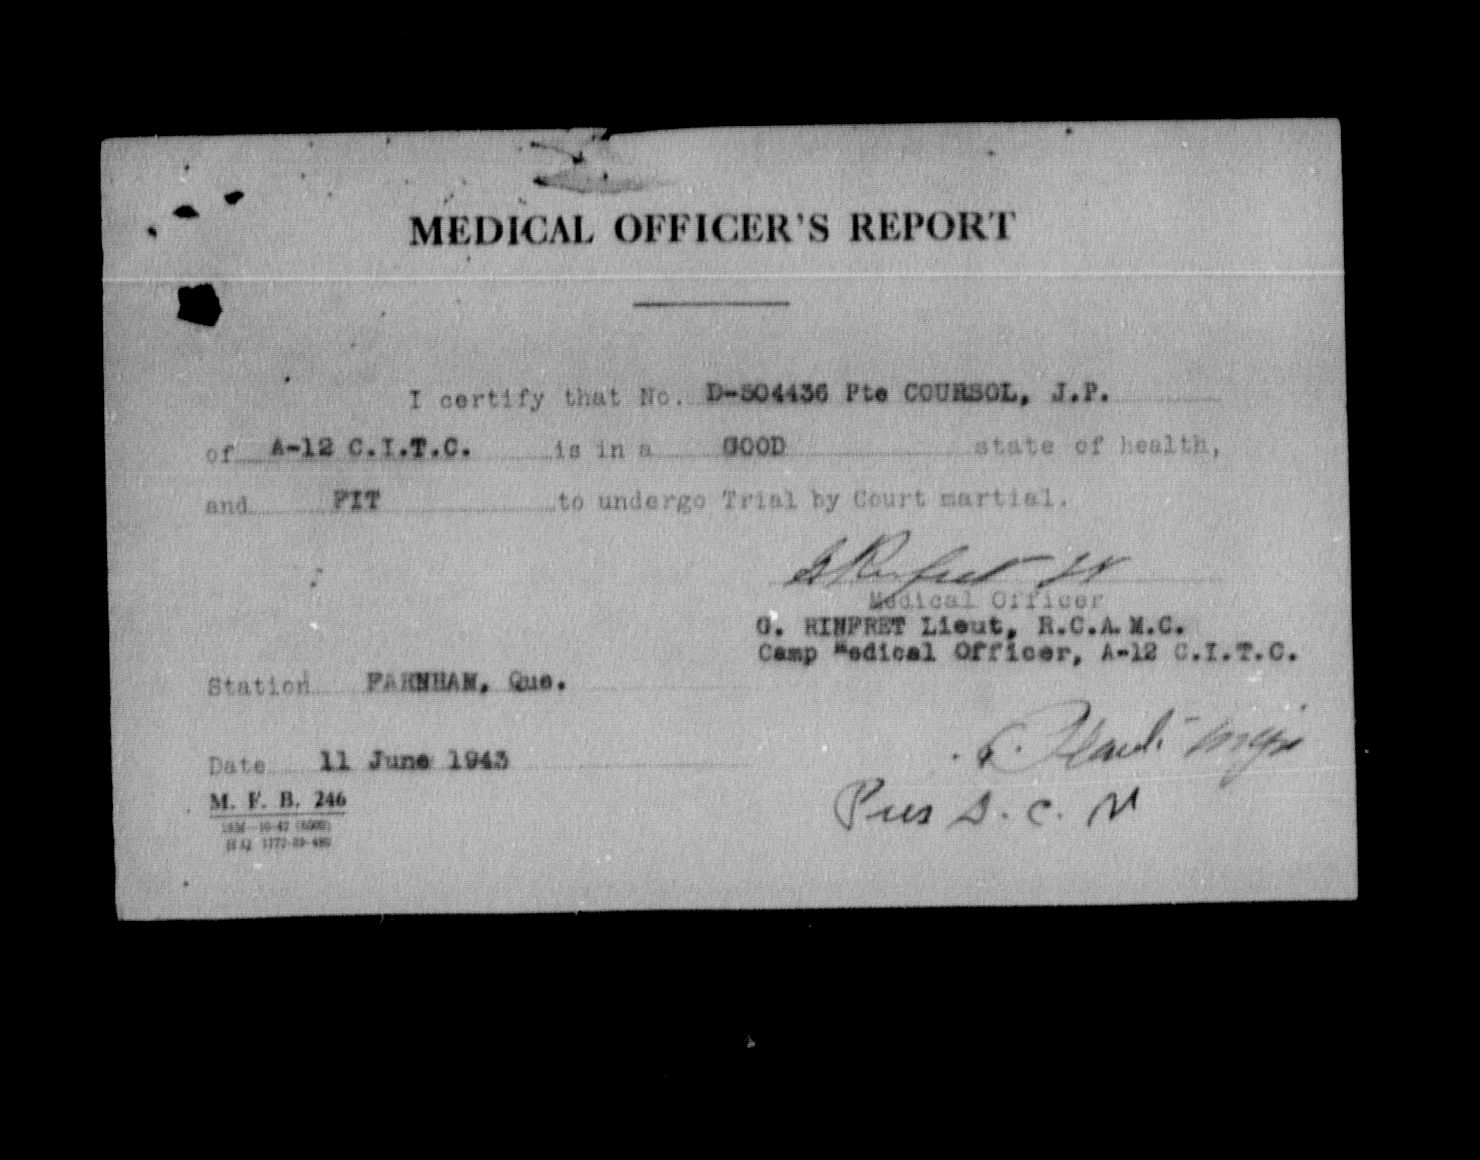 MEDICAL OFFICER'S REPORT
I certify that No. D-504436 Pte COURSOL, J.P.
of A-12 C.I.T.C. is in a GOOD state of health,
and FIT to undergo Trial by Court martial.
G Rinfret Lt
Medical Officer
G. RINFRET Lieut, R.C.A.M.C.
Camp Medical Officer, A-12 C.I.T.C.
Station FARNHAM, Que.
Date 11 June 1943
Pres D. C. M
M. F. B. 246